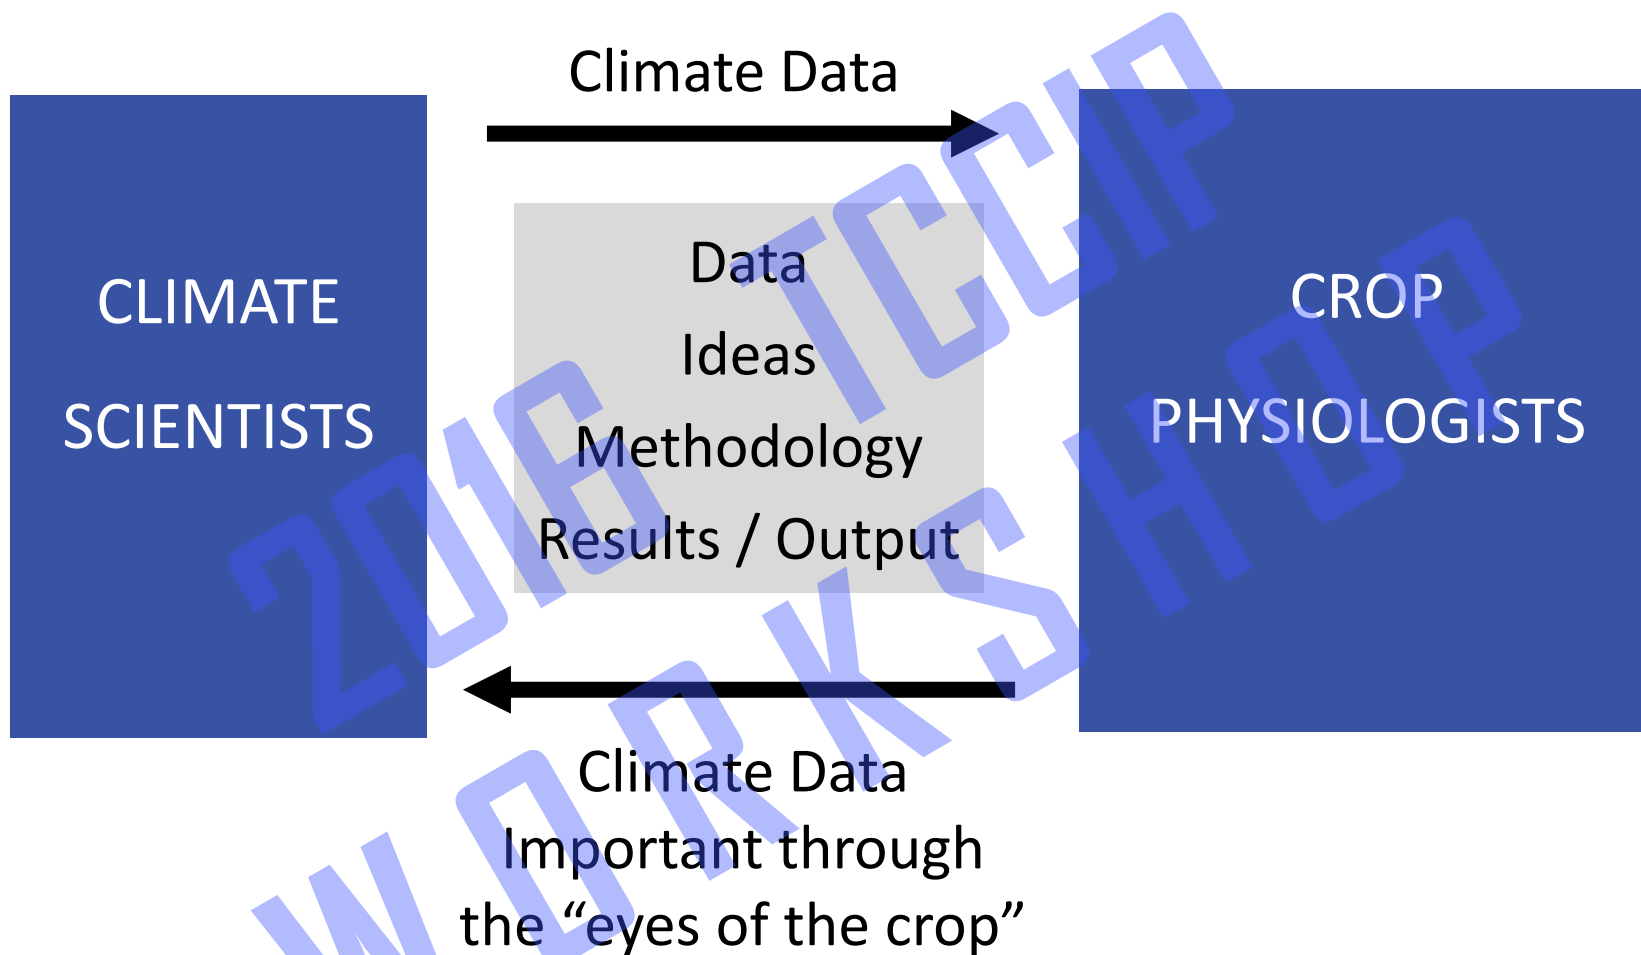 Climate Data
CLIMATE
SCIENTISTS
Data
Ideas
Methodology
Results / Output
CROP
PHYSIOLOGISTS
Climate Data
Important through
the “eyes of the crop”
2016 TCCIP
WORKSHOP